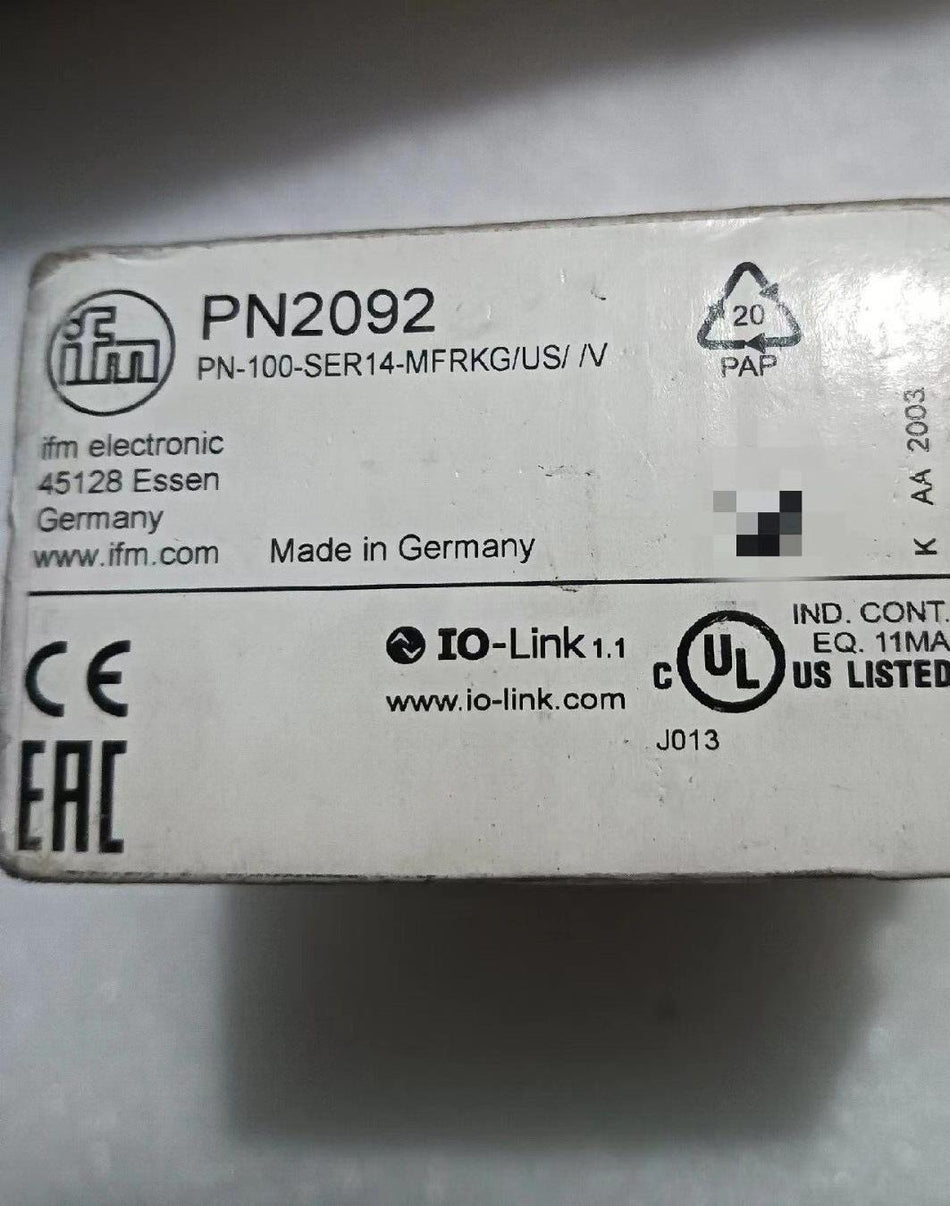 ifm
PN2092
PN-100-SER14-MFRKG/US/ /V
20
PAP
ifm electronic
45128 Essen
Germany
www.ifm.com
Made in Germany
K AA 2003
CE
EAC
IO-Link 1.1
www.io-link.com
C UL US LISTED
IND. CONT.
EQ. 11MA
J013